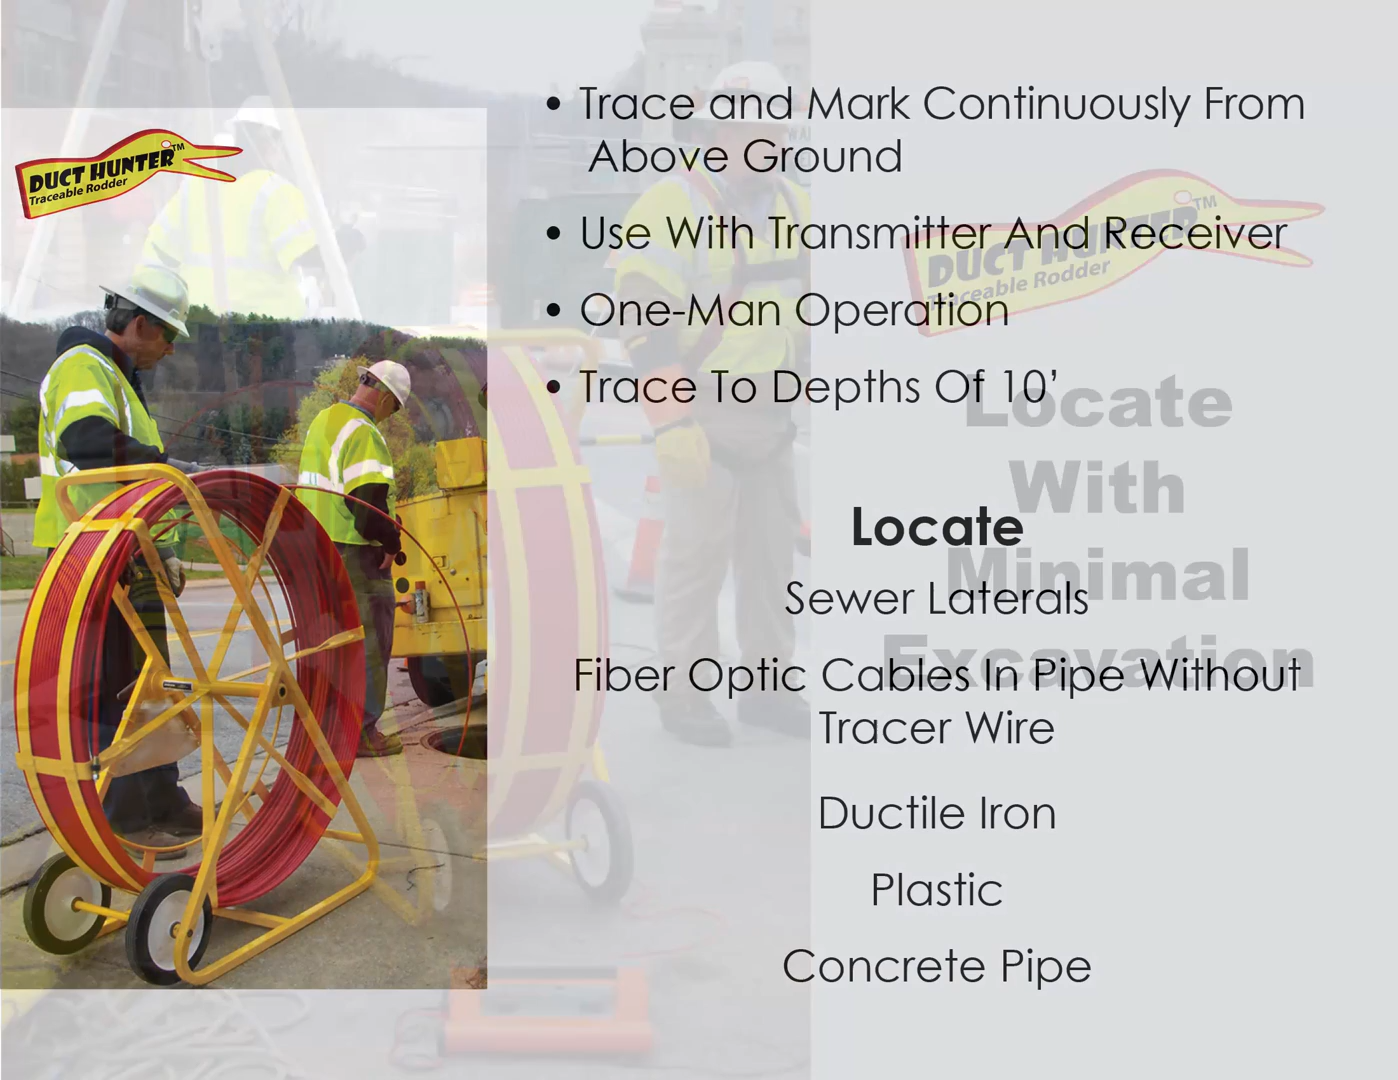 DUCT HUNTER™
Traceable Rodder
• Trace and Mark Continuously From
Above Ground
• Use With Transmitter And Receiver
• One-Man Operation
• Trace To Depths Of 10’
DUCT HUNTER™
Traceable Rodder
Locate
With
Minimal
Excavation
Locate
Sewer Laterals
Fiber Optic Cables In Pipe Without
Tracer Wire
Ductile Iron
Plastic
Concrete Pipe